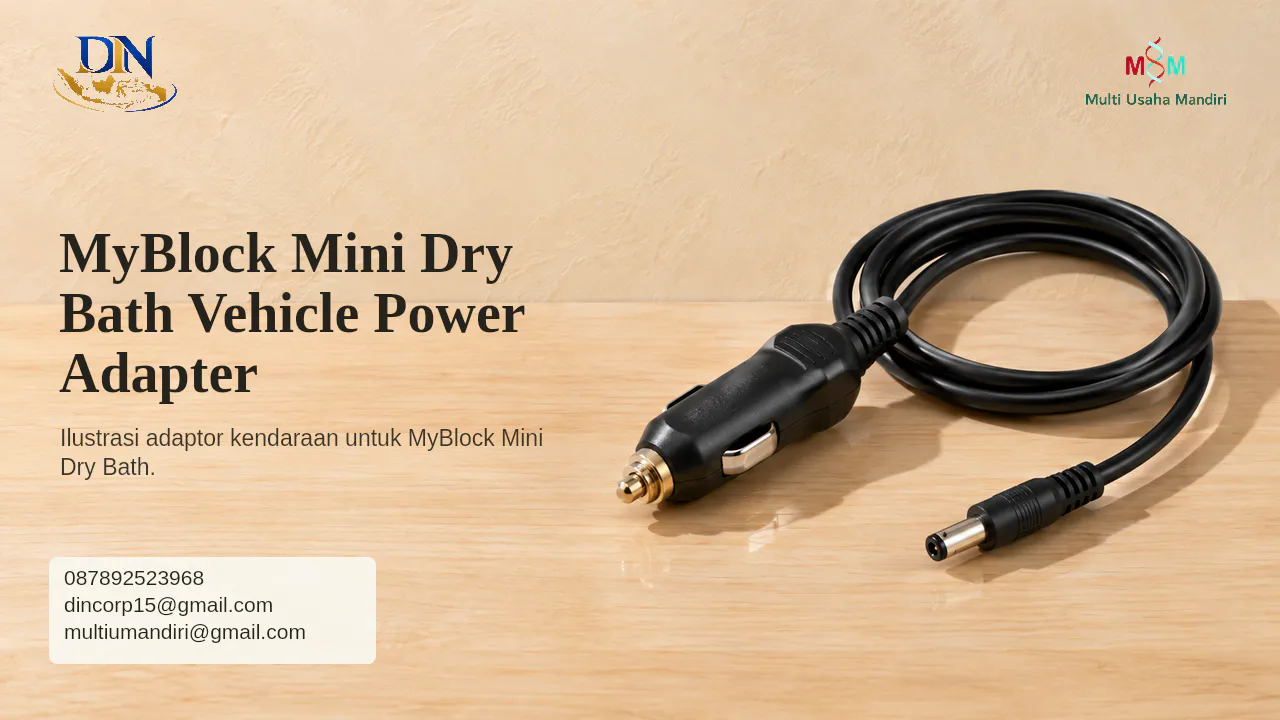 DIN
MSM
Multi Usaha Mandiri
MyBlock Mini Dry
Bath Vehicle Power
Adapter
Ilustrasi adaptor kendaraan untuk MyBlock Mini
Dry Bath.
087892523968
dincorp15@gmail.com
multiumandiri@gmail.com